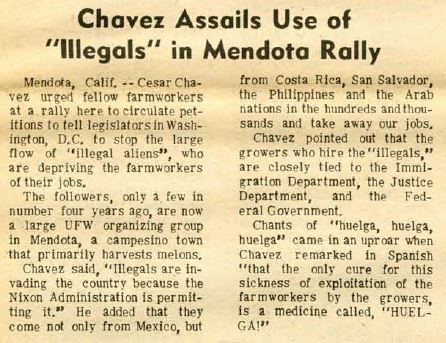 Chavez Assails Use of
"Illegals" in Mendota Rally
Mendota, Calif. -- Cesar Cha-
vez urged fellow farmworkers
at a rally here to circulate pet-
itions to tell legislators in Wash-
ington, D.C. to stop the large
flow of "illegal aliens", who
are depriving the farmworkers
of their jobs.
The followers, only a few in
number four years ago, are now
a large UFW organizing group
in Mendota, a campesino town
that primarily harvests melons.
Chavez said, "Illegals are in-
vading the country because the
Nixon Administration is permit-
ting it." He added that they
come not only from Mexico, but
from Costa Rica, San Salvador,
the Philippines and the Arab
nations in the hundreds and thou-
sands and take away our jobs.
Chavez pointed out that the
growers who hire the "illegals,"
are closely tied to the Immi-
gration Department, the Justice
Department, and the Fed-
eral Government.
Chants of "huelga, huelga,
huelga" came in an uproar when
Chavez remarked in Spanish
"that the only cure for this
sickness of exploitation of the
farmworkers by the growers,
is a medicine called, "HUEL-
GA!"